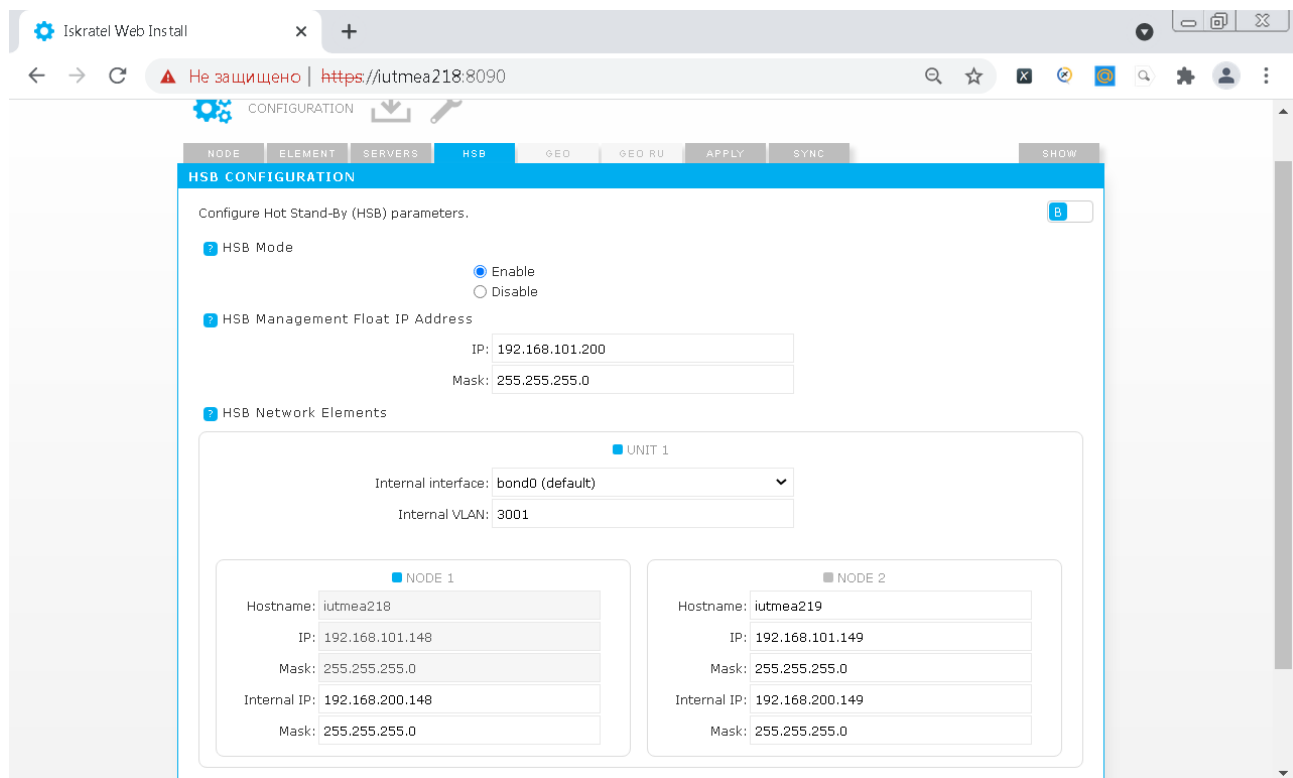 Iskratel Web Install
Не защищено | https://iutmea218:8090
CONFIGURATION
NODE ELEMENT SERVERS HSB GEO GEO RU APPLY SYNC SHOW
HSB CONFIGURATION
Configure Hot Stand-By (HSB) parameters. B
? HSB Mode
Enable
Disable
? HSB Management Float IP Address
IP: 192.168.101.200
Mask: 255.255.255.0
? HSB Network Elements
UNIT 1
Internal interface: bond0 (default)
Internal VLAN: 3001
NODE 1
Hostname: iutmea218
IP: 192.168.101.148
Mask: 255.255.255.0
Internal IP: 192.168.200.148
Mask: 255.255.255.0
NODE 2
Hostname: iutmea219
IP: 192.168.101.149
Mask: 255.255.255.0
Internal IP: 192.168.200.149
Mask: 255.255.255.0